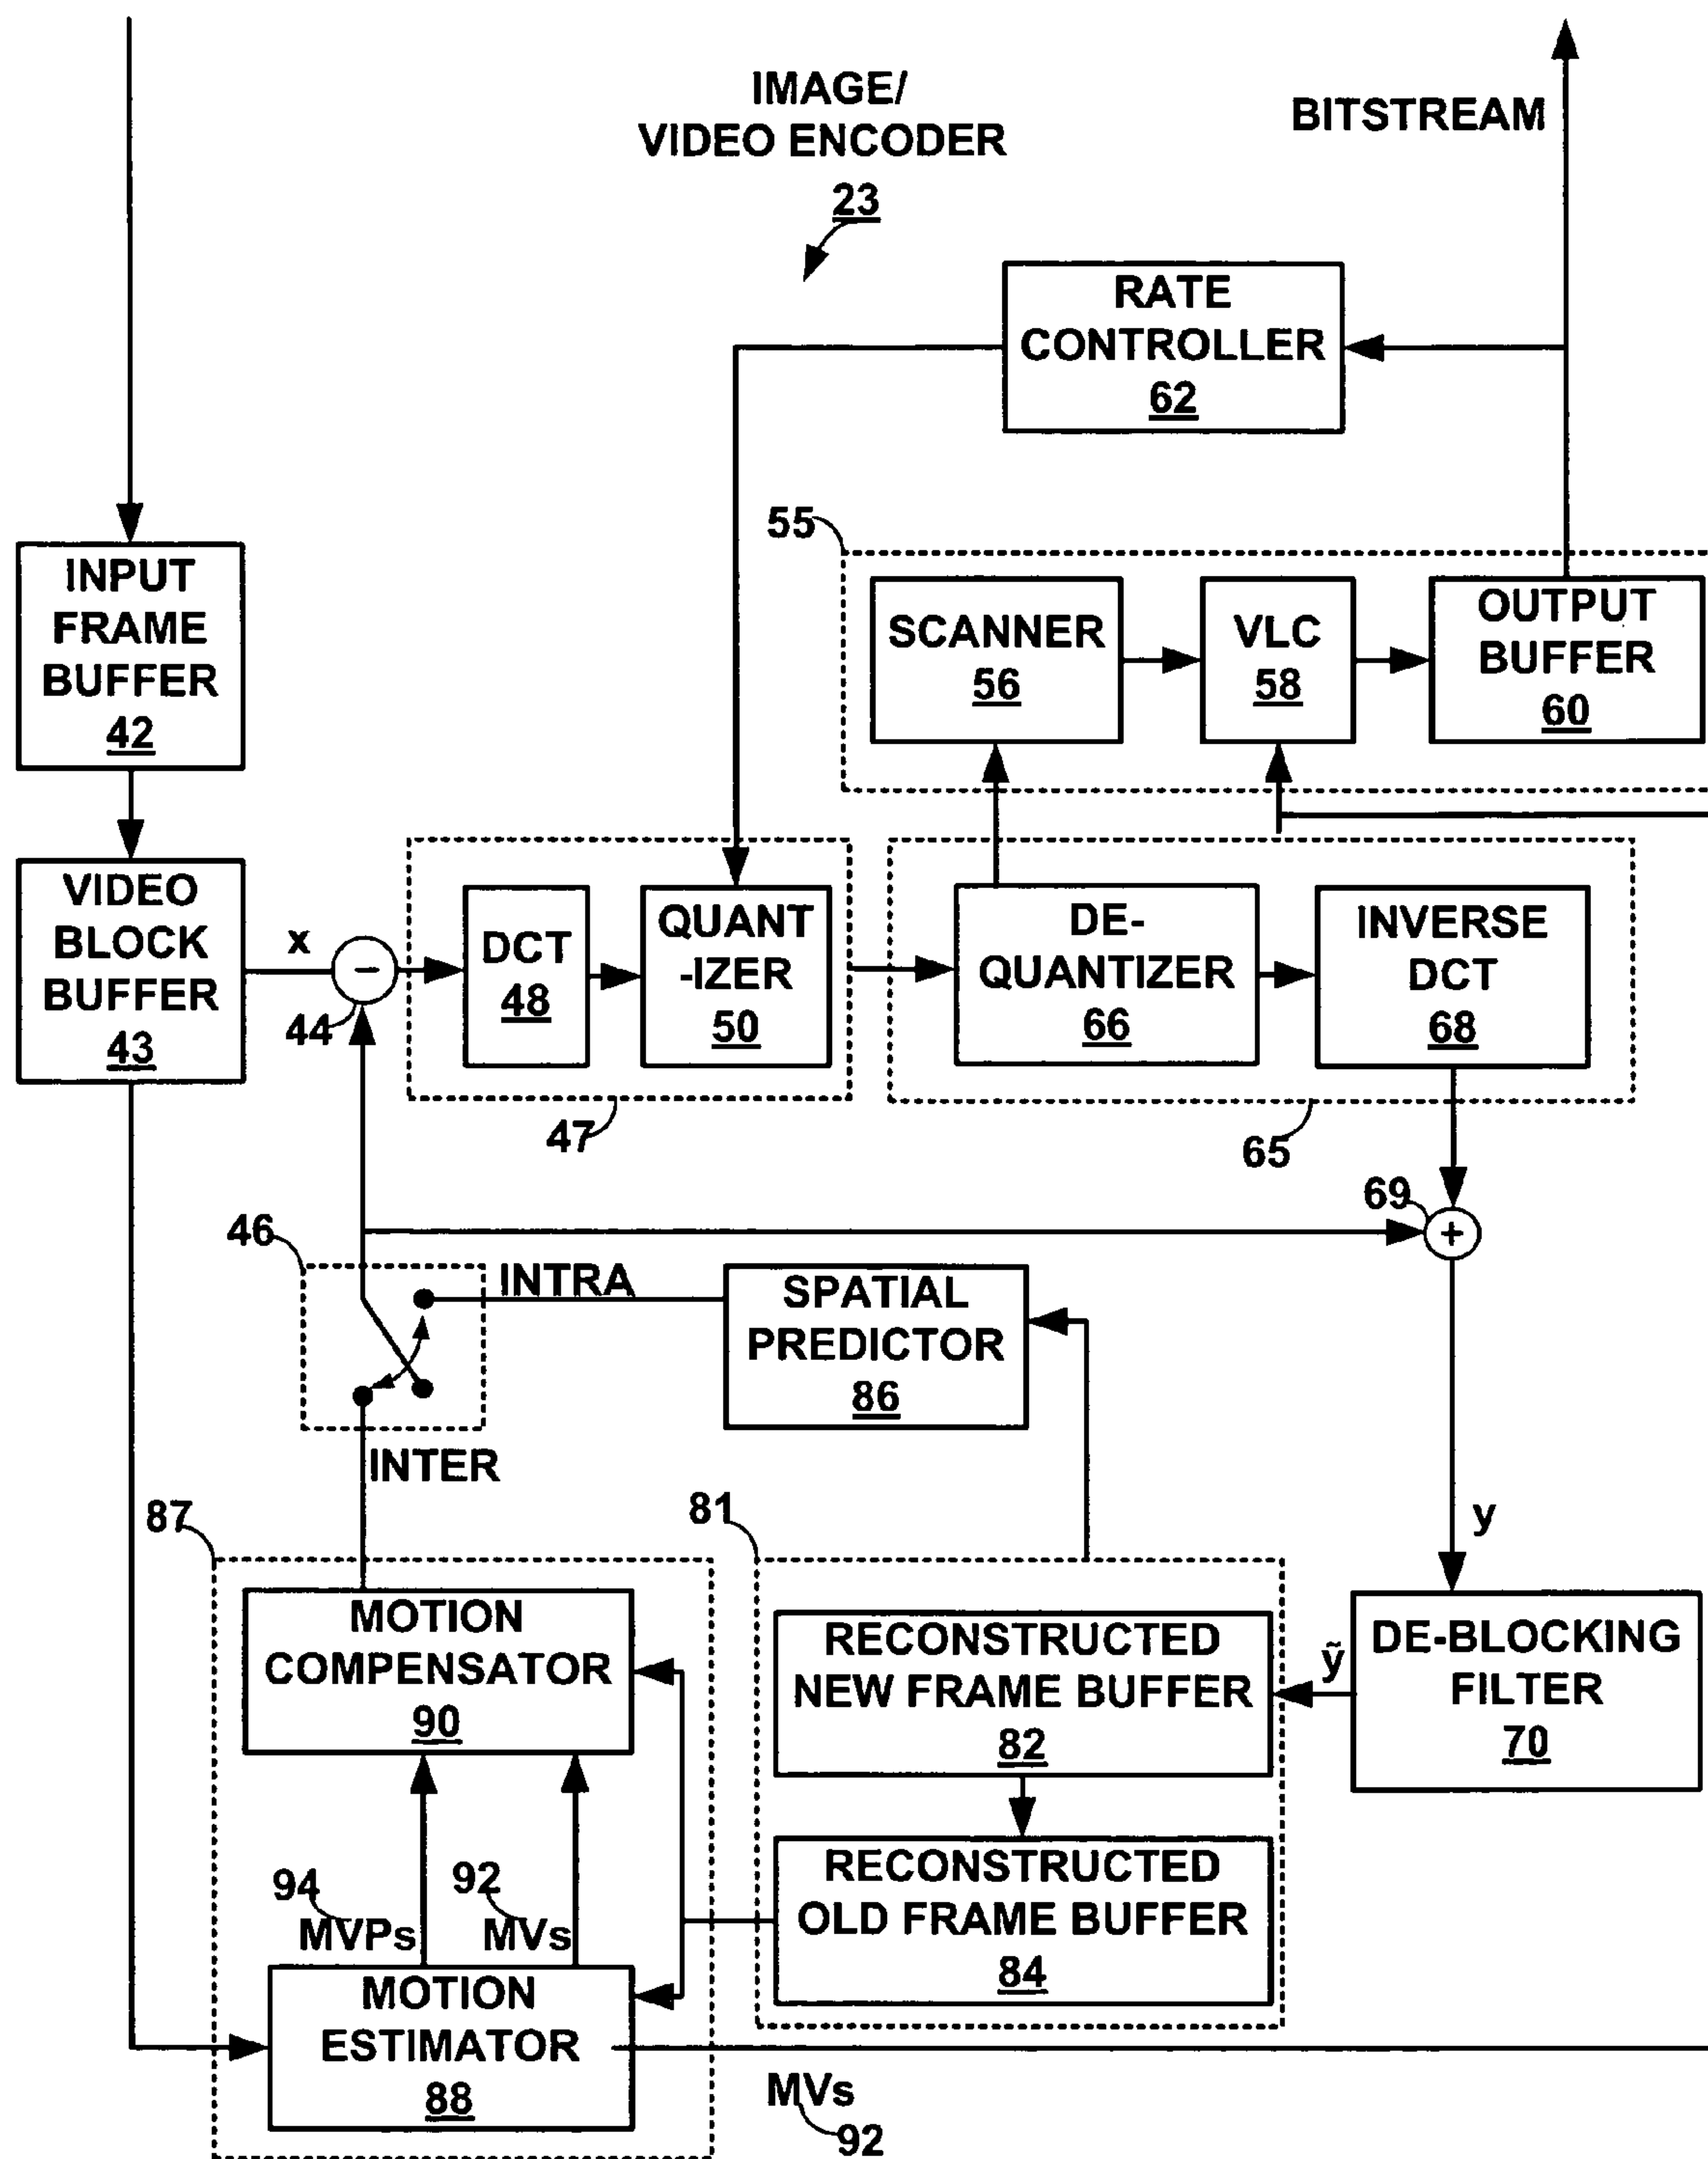 IMAGE/
VIDEO ENCODER
23
BITSTREAM
RATE
CONTROLLER
62
55
INPUT
FRAME
BUFFER
42
SCANNER
56
VLC
58
OUTPUT
BUFFER
60
VIDEO
BLOCK
BUFFER
43
x
-
44
DCT
48
QUANT
-IZER
50
47
DE-
QUANTIZER
66
INVERSE
DCT
68
65
69
+
46
INTRA
SPATIAL
PREDICTOR
86
INTER
87
81
y
MOTION
COMPENSATOR
90
RECONSTRUCTED
NEW FRAME BUFFER
82
ỹ
DE-BLOCKING
FILTER
70
94
MVPs
92
MVs
RECONSTRUCTED
OLD FRAME BUFFER
84
MOTION
ESTIMATOR
88
MVs
92